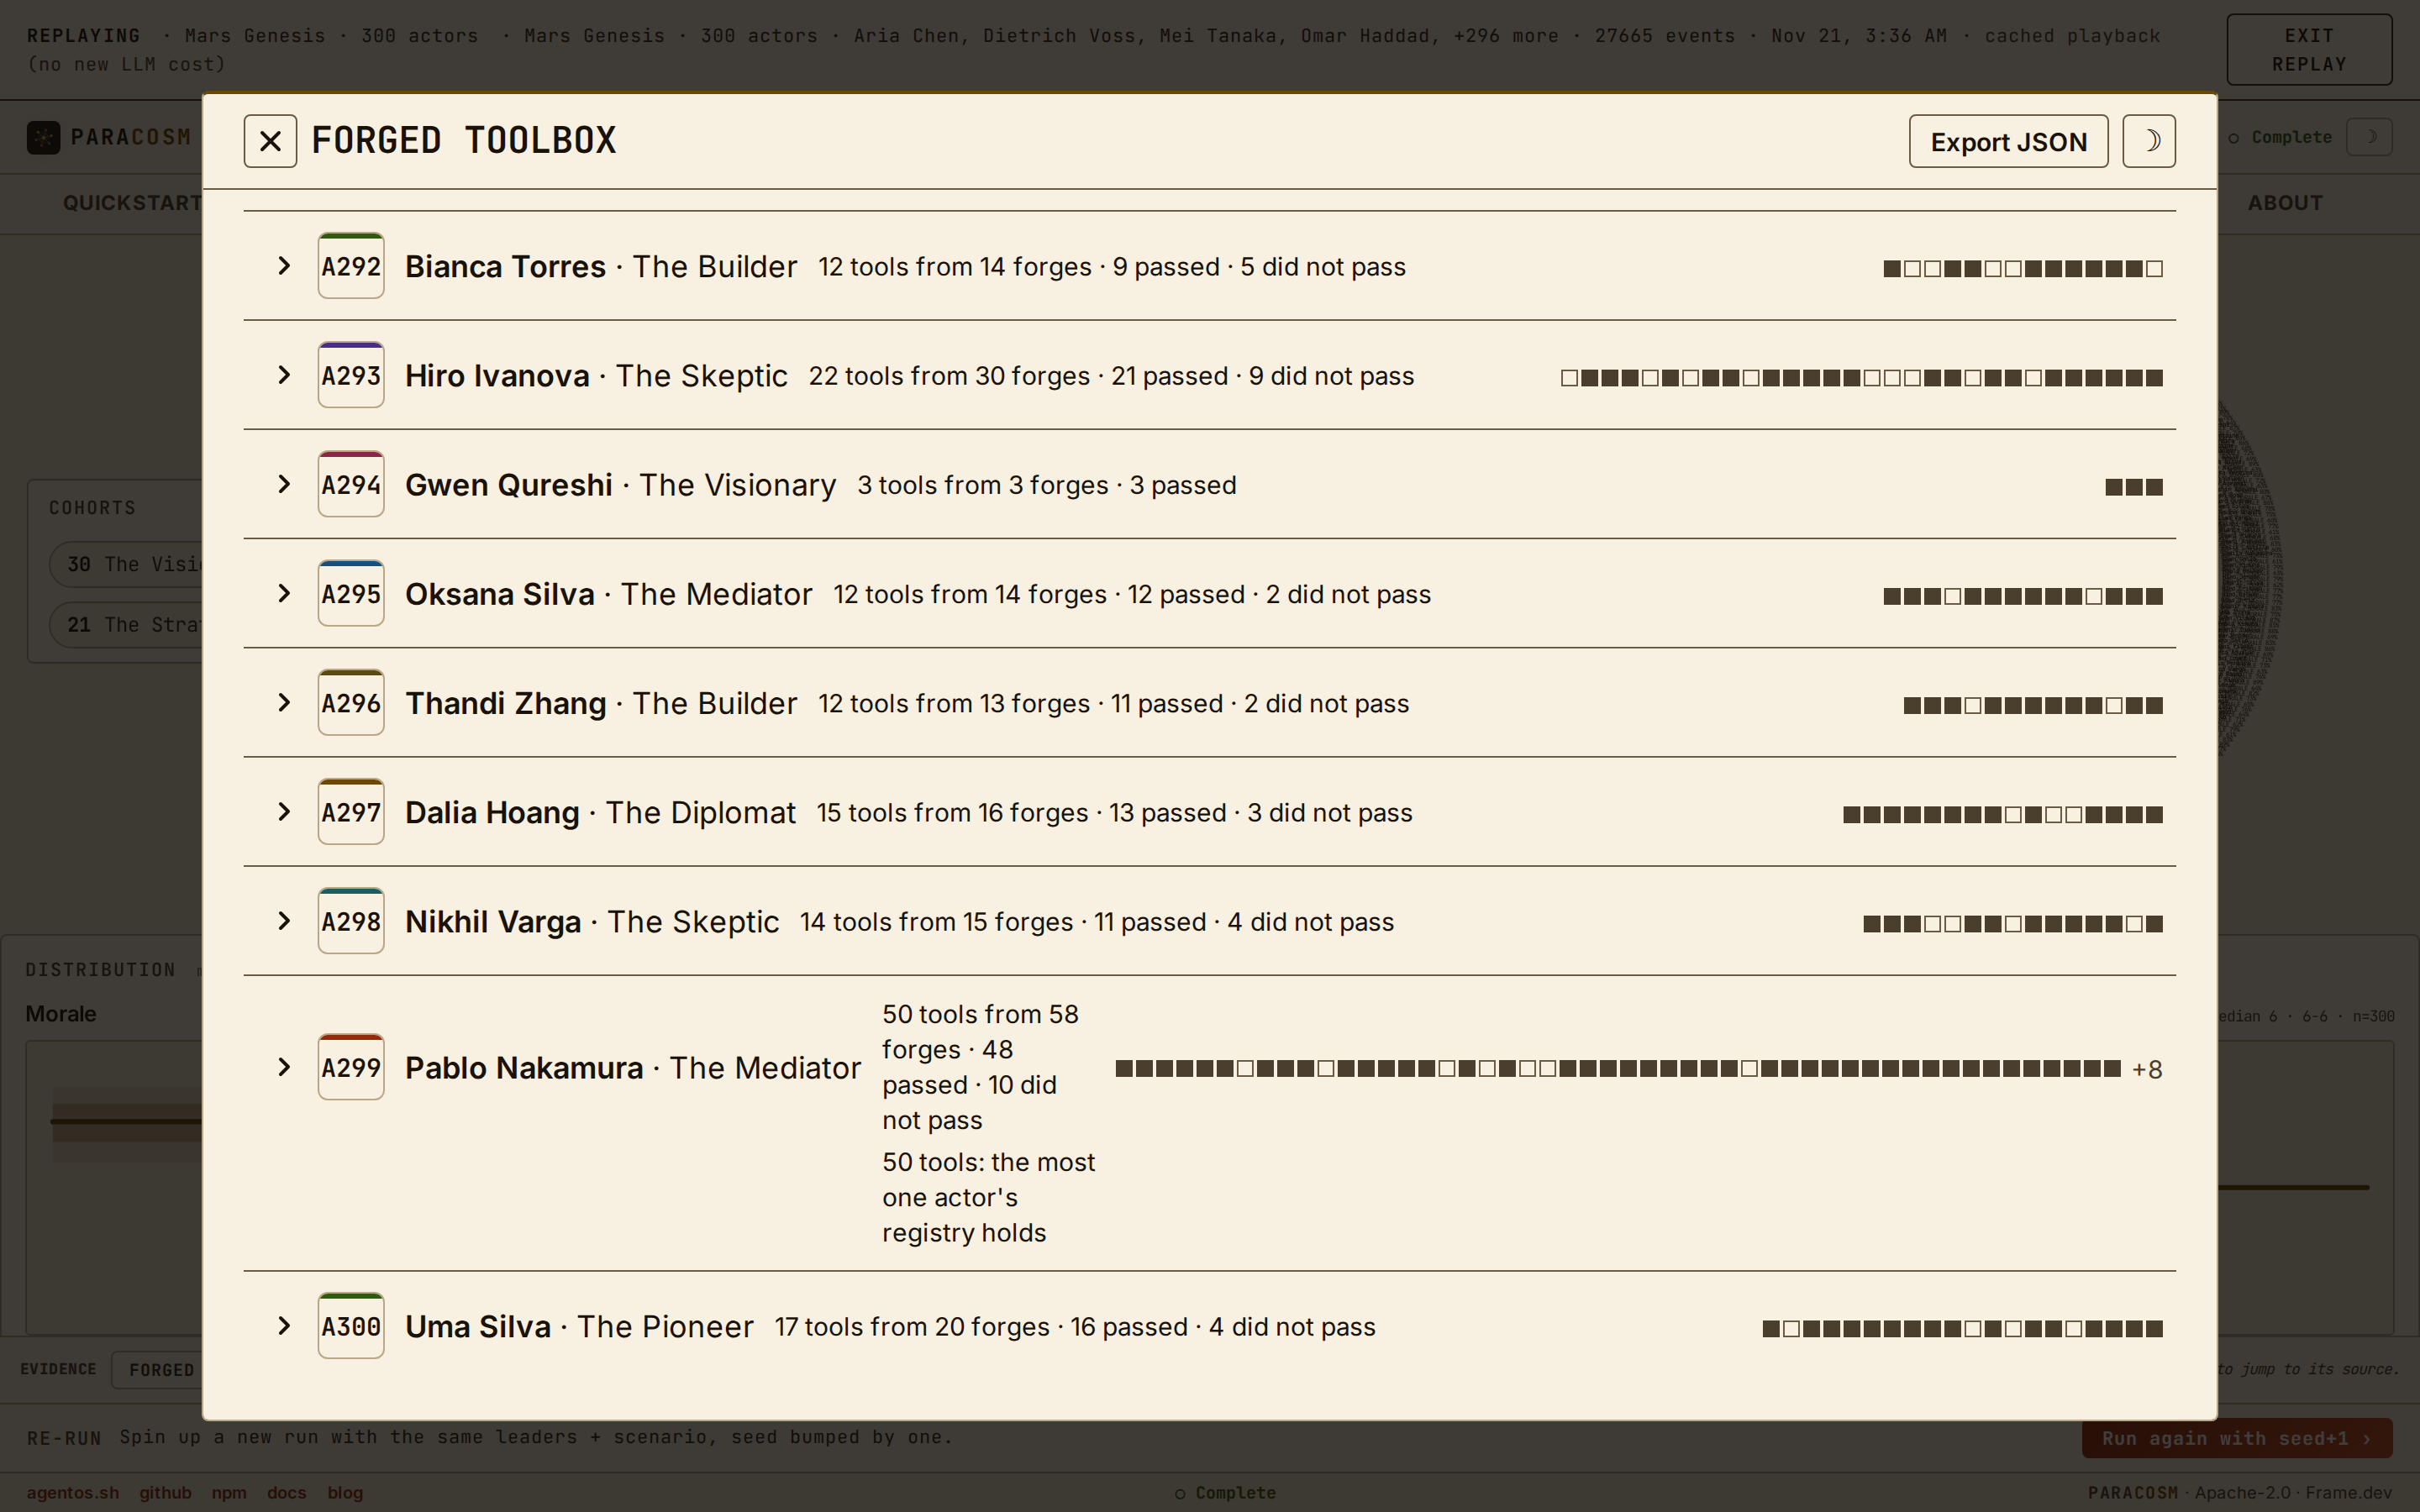 REPLAYING · Mars Genesis · 300 actors · Mars Genesis · 300 actors · Aria Chen, Dietrich Voss, Mei Tanaka, Omar Haddad, +296 more · 27665 events · Nov 21, 3:36 AM · cached playback
(no new LLM cost)
EXIT
REPLAY
PARACOSM
Complete
QUICKSTART
ABOUT
FORGED TOOLBOX
Export JSON
A292 Bianca Torres · The Builder 12 tools from 14 forges · 9 passed · 5 did not pass
A293 Hiro Ivanova · The Skeptic 22 tools from 30 forges · 21 passed · 9 did not pass
A294 Gwen Qureshi · The Visionary 3 tools from 3 forges · 3 passed
A295 Oksana Silva · The Mediator 12 tools from 14 forges · 12 passed · 2 did not pass
A296 Thandi Zhang · The Builder 12 tools from 13 forges · 11 passed · 2 did not pass
A297 Dalia Hoang · The Diplomat 15 tools from 16 forges · 13 passed · 3 did not pass
A298 Nikhil Varga · The Skeptic 14 tools from 15 forges · 11 passed · 4 did not pass
A299 Pablo Nakamura · The Mediator
50 tools from 58
forges · 48
passed · 10 did
not pass
50 tools: the most
one actor's
registry holds
+8
A300 Uma Silva · The Pioneer 17 tools from 20 forges · 16 passed · 4 did not pass
COHORTS
30 The
21 The
DISTRIBUTION
Morale
6 · 6-6 · n=300
EVIDENCE FORGED
to jump to its source.
RE-RUN Spin up a new run with the same leaders + scenario, seed bumped by one.
Run again with seed+1 ›
agentos.sh github npm docs blog
Complete
PARACOSM · Apache-2.0 · Frame.dev